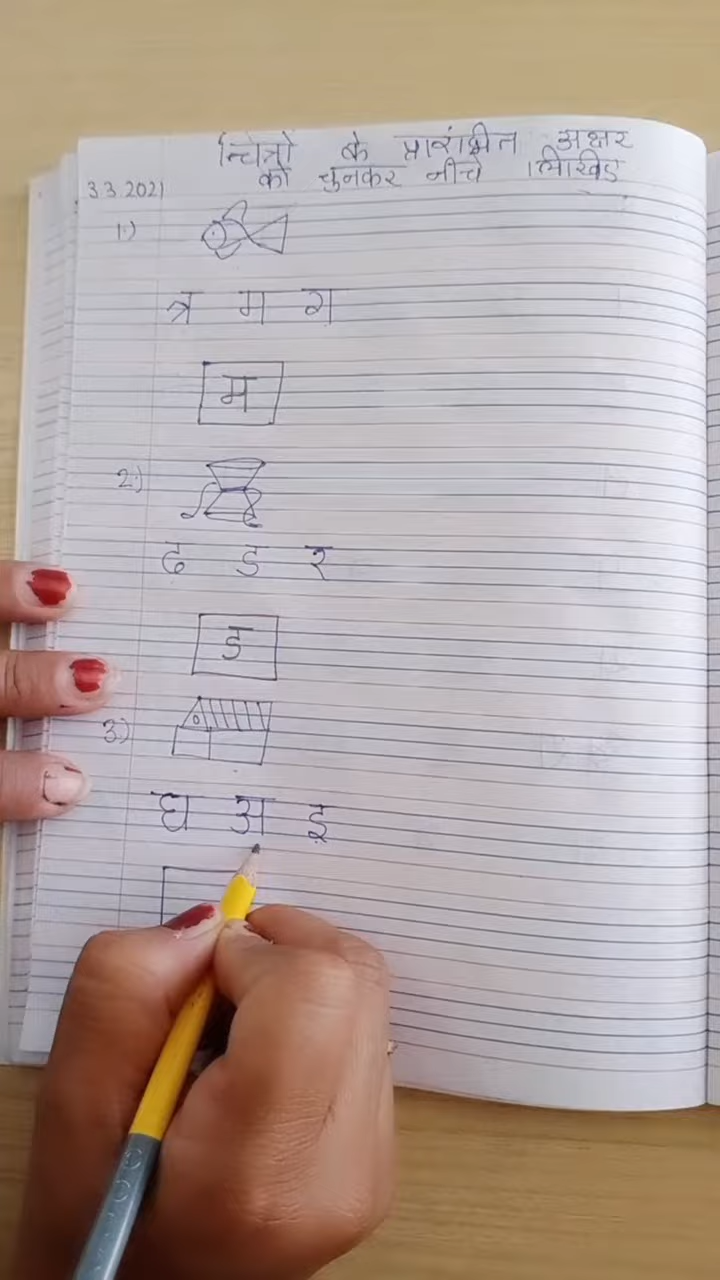 चित्रों के प्रारंभित अक्षर
3.3.2021 को चुनकर नीचे लिखिए
1.)
त्र म ग
म
2.)
ढ ड र
ड
3.)
घ अ इ